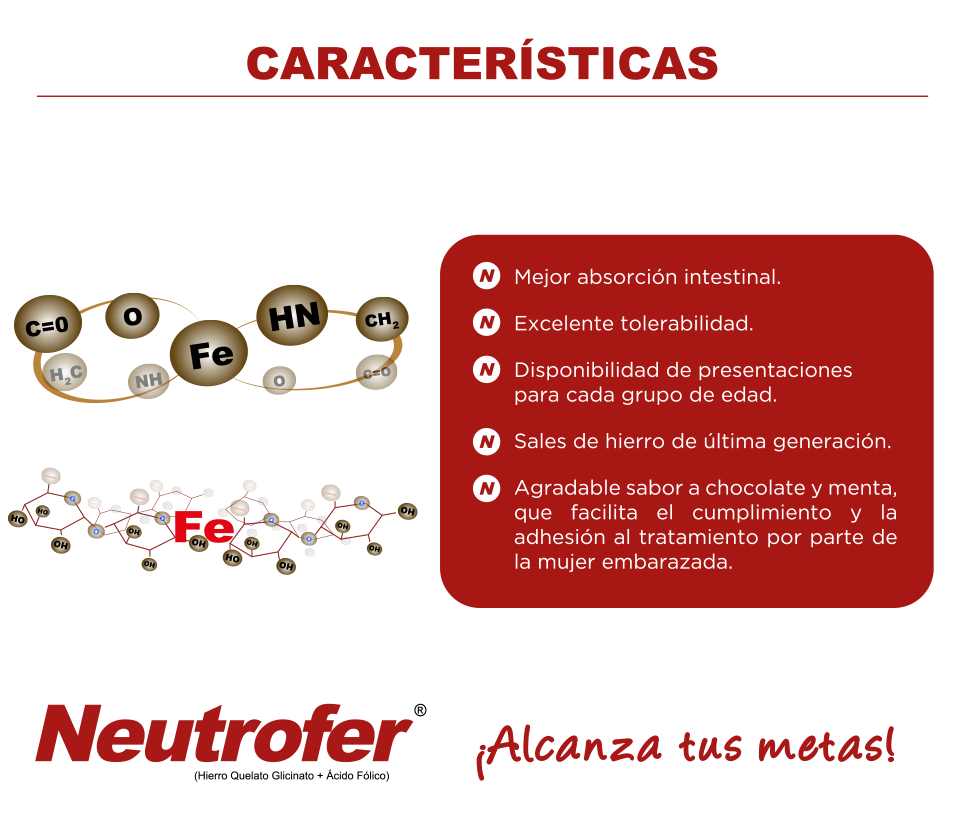 CARACTERÍSTICAS
C=0
O
HN
CH2
Fe
H2C
NH
O
C=O
N Mejor absorción intestinal.
N Excelente tolerabilidad.
N Disponibilidad de presentaciones
para cada grupo de edad.
N Sales de hierro de última generación.
N Agradable sabor a chocolate y menta,
que facilita el cumplimiento y la
adhesión al tratamiento por parte de
la mujer embarazada.
Fe
HO
HO
OH
OH
OH
OH
HO
OH
OH
OH
OH
OH
Neutrofer®
(Hierro Quelato Glicinato + Ácido Fólico)
¡Alcanza tus metas!